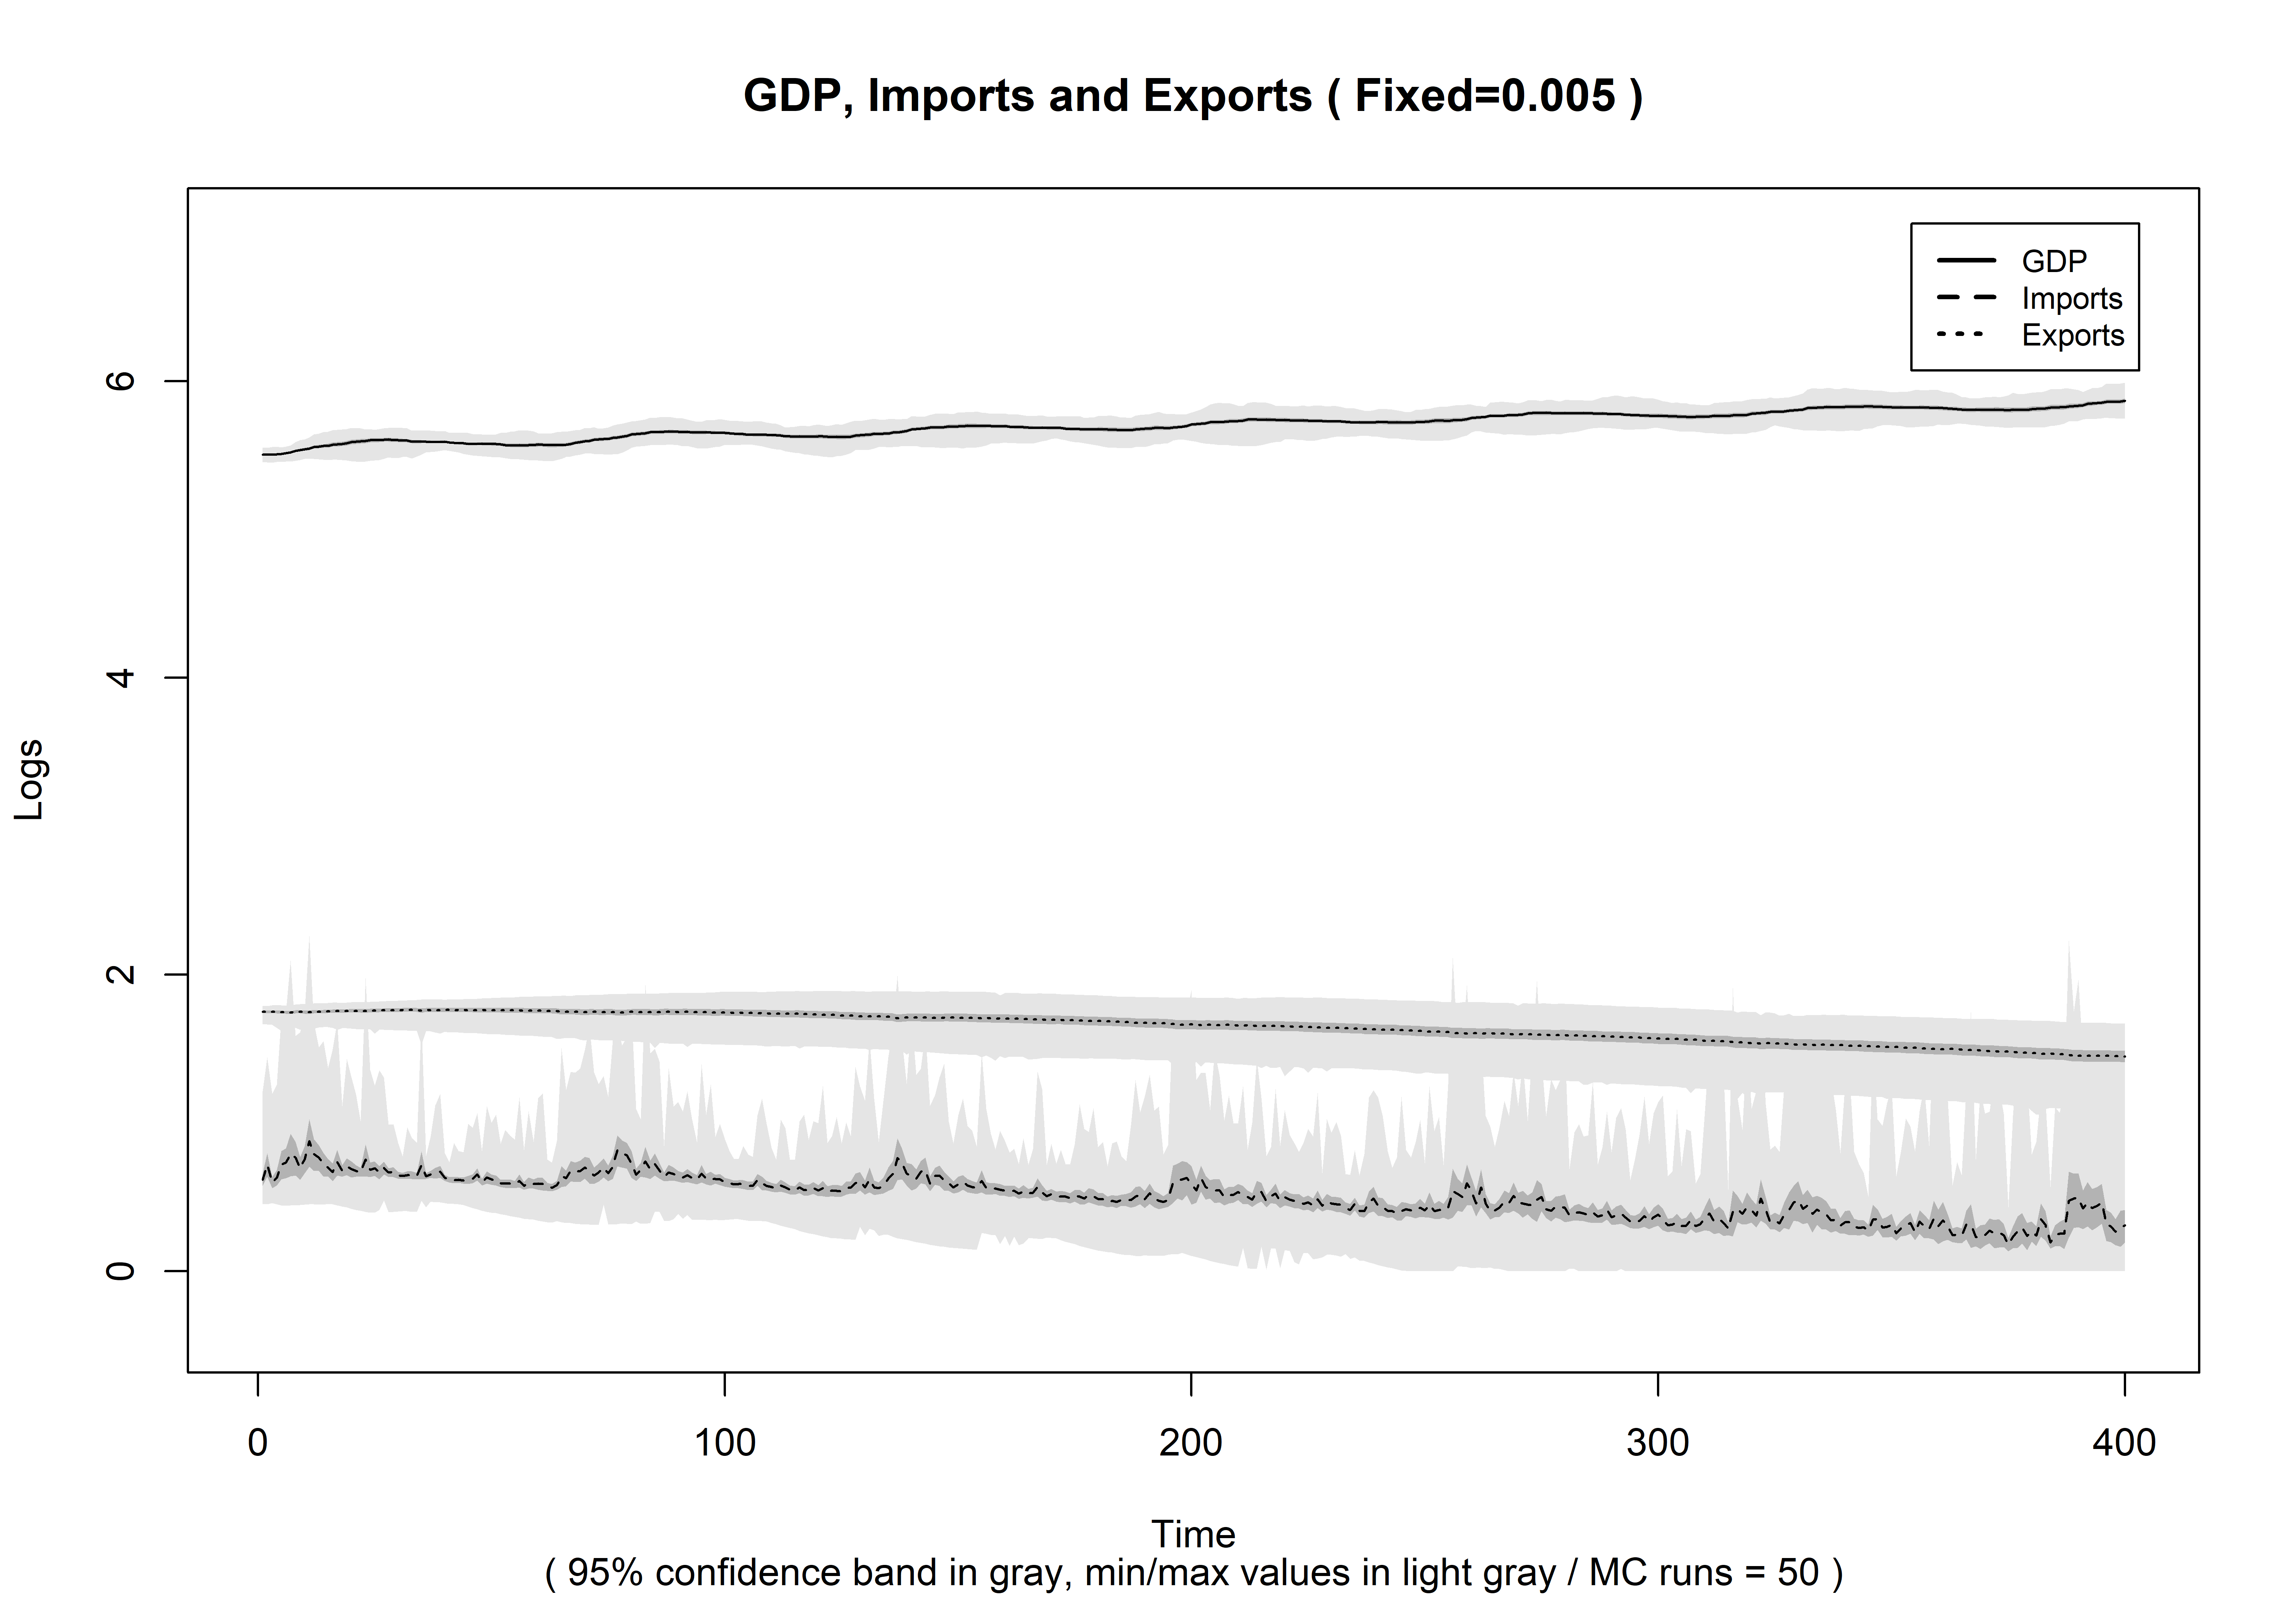 GDP, Imports and Exports ( Fixed=0.005 )
GDP
Imports
Exports
6
4
2
0
Logs
0 100 200 300 400
Time
( 95% confidence band in gray, min/max values in light gray / MC runs = 50 )